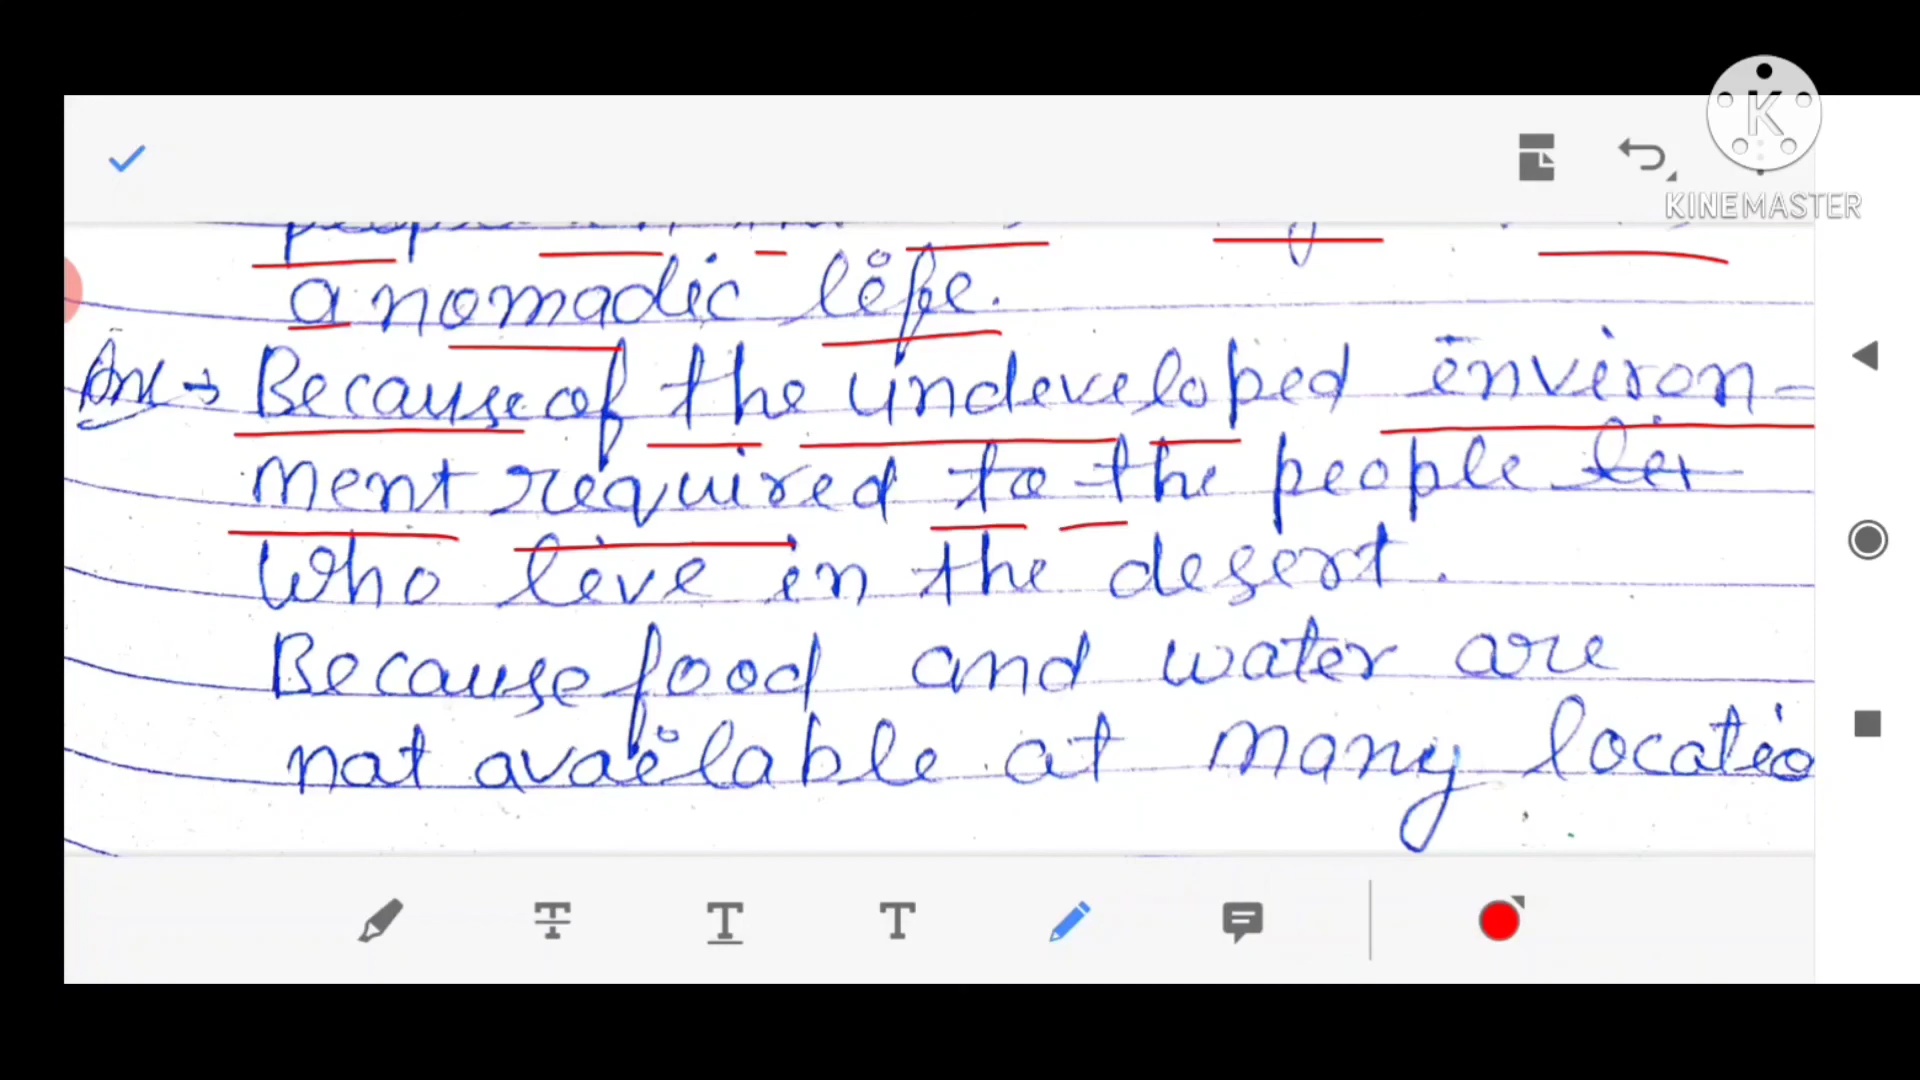 KINEMASTER
people
a nomadic life.
Ans → Because of the undeveloped environ-
ment required to the people
who live in the desert.
Because food and water are
not available at many locatio